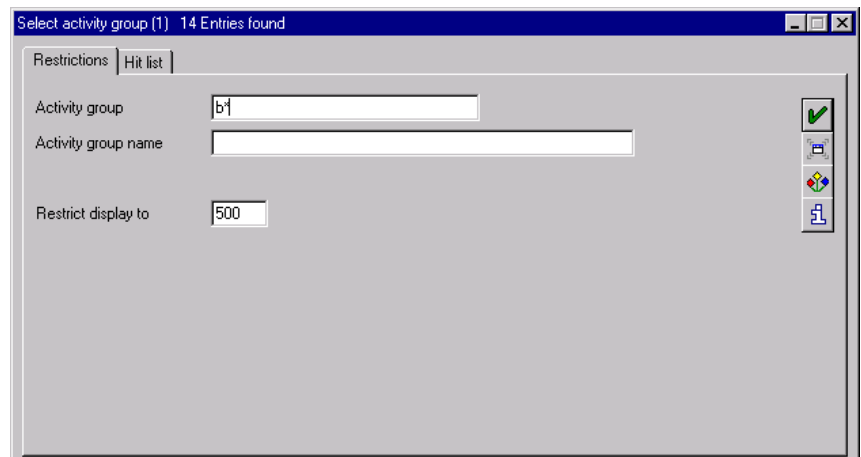 Select activity group (1) 14 Entries found
Restrictions Hit list
Activity group b*
Activity group name
Restrict display to 500